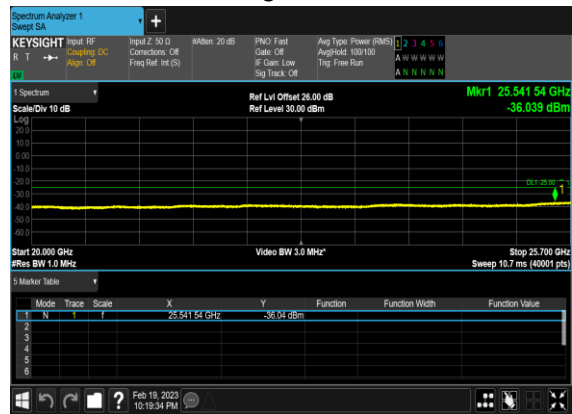 Spectrum Analyzer 1
Swept SA
KEYSIGHT Input: RF Input Z: 50 Ω #Atten: 20 dB PNO: Fast Avg Type: Power (RMS) 1 2 3 4 5 6
R T Coupling: DC Corrections: Off Gate: Off Avg|Hold: 100/100 A W W W W W
Align: Off Freq Ref: Int (S) IF Gain: Low Trig: Free Run
Sig Track: Off A N N N N N
1 Spectrum Ref Lvl Offset 26.00 dB Mkr1 25.541 54 GHz
Scale/Div 10 dB Ref Level 30.00 dBm -36.039 dBm
Log
20.0
10.0
0.00
-10.0
-20.0 DL1 -25.00
-30.0 1
-40.0
-50.0
-60.0
Start 20.000 GHz Video BW 3.0 MHz* Stop 25.700 GHz
#Res BW 1.0 MHz Sweep 10.7 ms (40001 pts)
5 Marker Table
Mode Trace Scale X Y Function Function Width Function Value
1 N 1 f 25.541 54 GHz -36.04 dBm
2
3
4
5
6
? Feb 19, 2023
10:19:34 PM